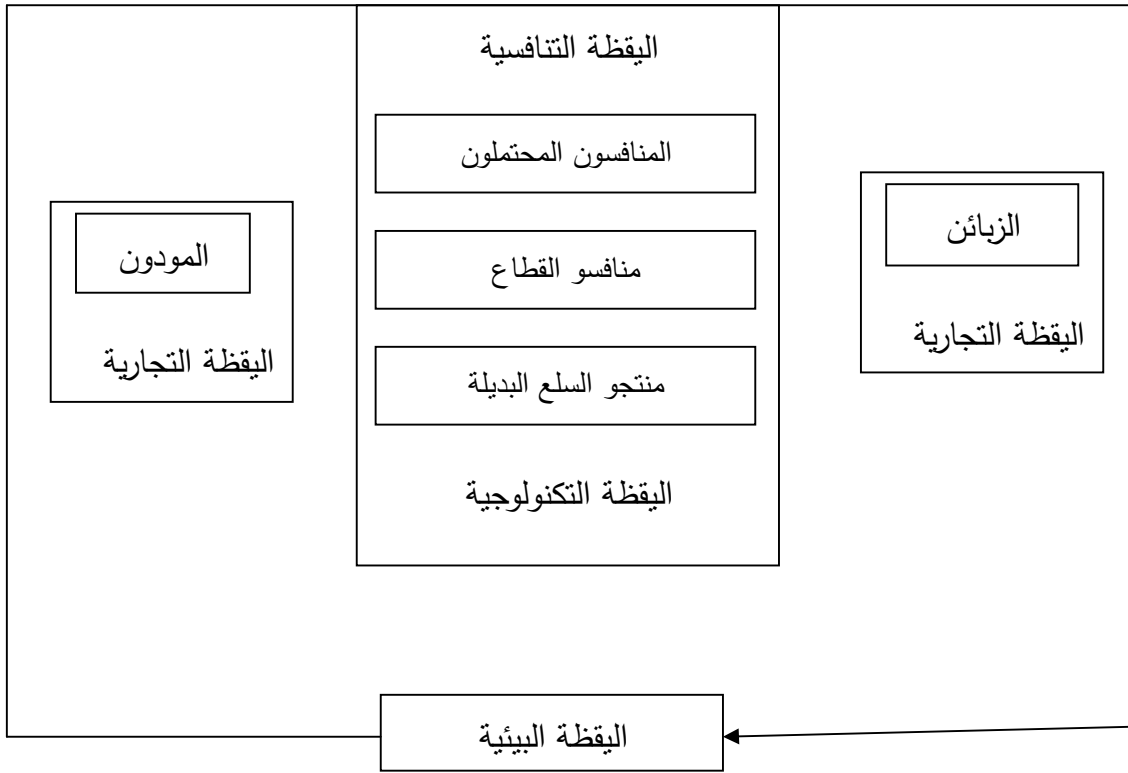 اليقظة التنافسية
المنافسون المحتملون
الزبائن
المودون
منافسو القطاع
اليقظة التجارية
اليقظة التجارية
منتجو السلع البديلة
اليقظة التكنولوجية
اليقظة البيئية